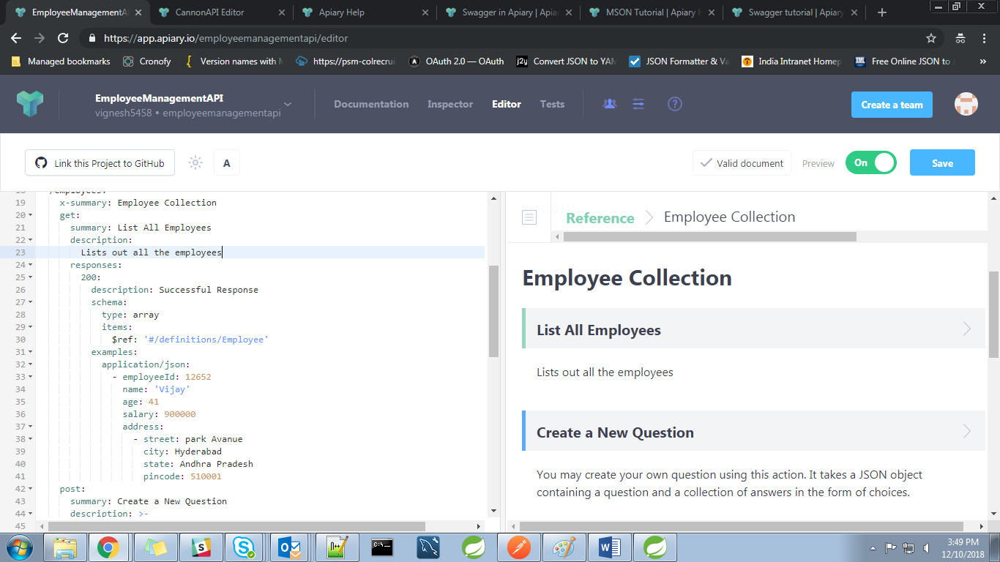 EmployeeManagementA
CannonAPI Editor
Apiary Help
Swagger in Apiary | Apia
MSON Tutorial | Apiary H
Swagger tutorial | Apiary
https://app.apiary.io/employeemanagementapi/editor
Managed bookmarks
Cronofy
Version names with M
https://psm-colrecrui
OAuth 2.0 — OAuth
j2y
Convert JSON to YAM
JSON Formatter & Va
India Intranet Homep
Free Online JSON to J
»
EmployeeManagementAPI
vignesh5458 • employeemanagementapi
Documentation
Inspector
Editor
Tests
?
Create a team
Link this Project to GitHub
A
Valid document
Preview
On
Save
18 /employees:
19 x-summary: Employee Collection
20 get:
21 summary: List All Employees
22 description:
23 Lists out all the employees
24 responses:
25 200:
26 description: Successful Response
27 schema:
28 type: array
29 items:
30 $ref: '#/definitions/Employee'
31 examples:
32 application/json:
33 - employeeId: 12652
34 name: 'Vijay'
35 age: 41
36 salary: 900000
37 address:
38 - street: park Avanue
39 city: Hyderabad
40 state: Andhra Pradesh
41 pincode: 510001
42 post:
43 summary: Create a New Question
44 description: >-
45
Reference
Employee Collection
Employee Collection
List All Employees
Lists out all the employees
Create a New Question
You may create your own question using this action. It takes a JSON object
containing a question and a collection of answers in the form of choices.
3:49 PM
12/10/2018